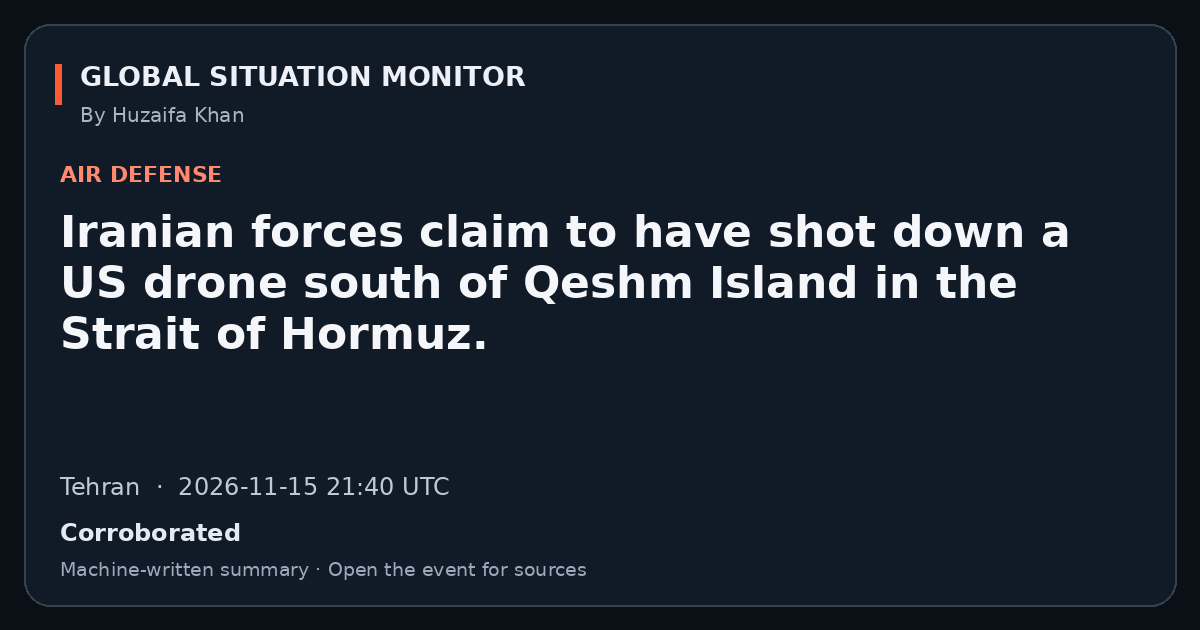 GLOBAL SITUATION MONITOR
By Huzaifa Khan
AIR DEFENSE
Iranian forces claim to have shot down a
US drone south of Qeshm Island in the
Strait of Hormuz.
Tehran · 2026-11-15 21:40 UTC
Corroborated
Machine-written summary · Open the event for sources